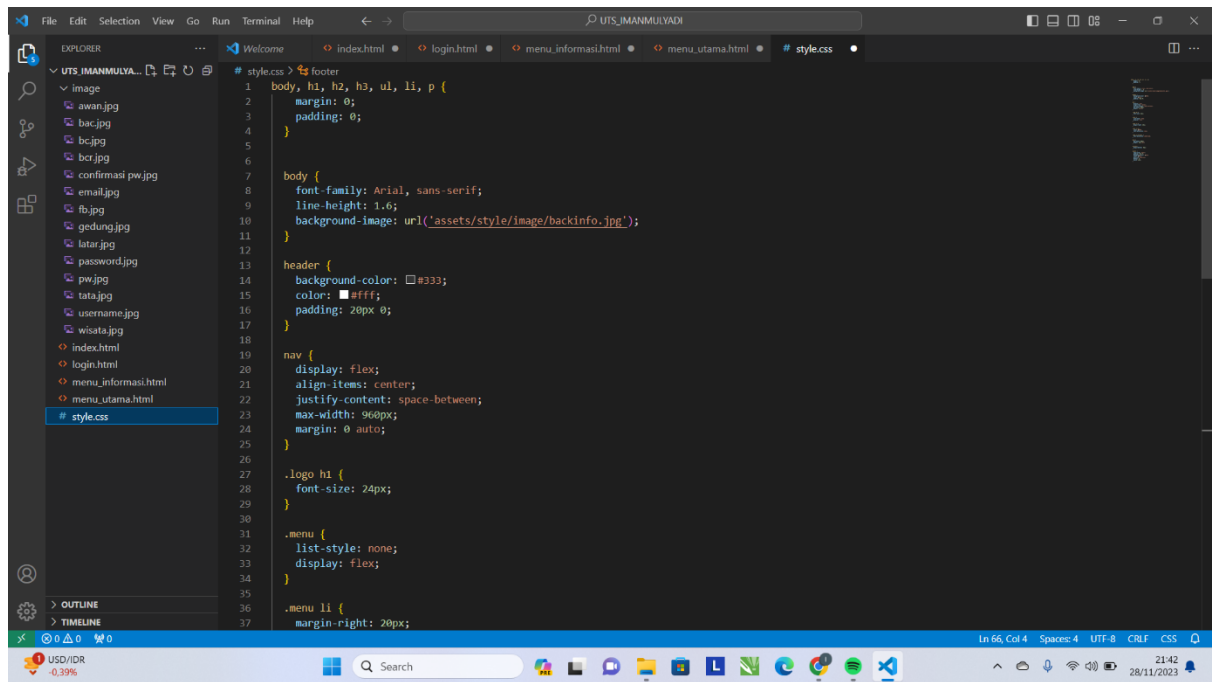 File Edit Selection View Go Run Terminal Help
UTS_IMANMULYADI
EXPLORER
Welcome
index.html
login.html
menu_informasi.html
menu_utama.html
# style.css
UTS_IMANMULYA...
# style.css > footer
image
awan.jpg
bac.jpg
bc.jpg
bcr.jpg
confirmasi pw.jpg
email.jpg
fb.jpg
gedung.jpg
latar.jpg
password.jpg
pw.jpg
tata.jpg
username.jpg
wisata.jpg
index.html
login.html
menu_informasi.html
menu_utama.html
# style.css
OUTLINE
TIMELINE
1 body, h1, h2, h3, ul, li, p {
2 margin: 0;
3 padding: 0;
4 }
5
6
7 body {
8 font-family: Arial, sans-serif;
9 line-height: 1.6;
10 background-image: url('assets/style/image/backinfo.jpg');
11 }
12
13 header {
14 background-color: #333;
15 color: #fff;
16 padding: 20px 0;
17 }
18
19 nav {
20 display: flex;
21 align-items: center;
22 justify-content: space-between;
23 max-width: 960px;
24 margin: 0 auto;
25 }
26
27 .logo h1 {
28 font-size: 24px;
29 }
30
31 .menu {
32 list-style: none;
33 display: flex;
34 }
35
36 .menu li {
37 margin-right: 20px;
0 0 0
Ln 66, Col 4 Spaces: 4 UTF-8 CRLF CSS
1
USD/IDR
-0,39%
Search
PRE
L
21:42
28/11/2023